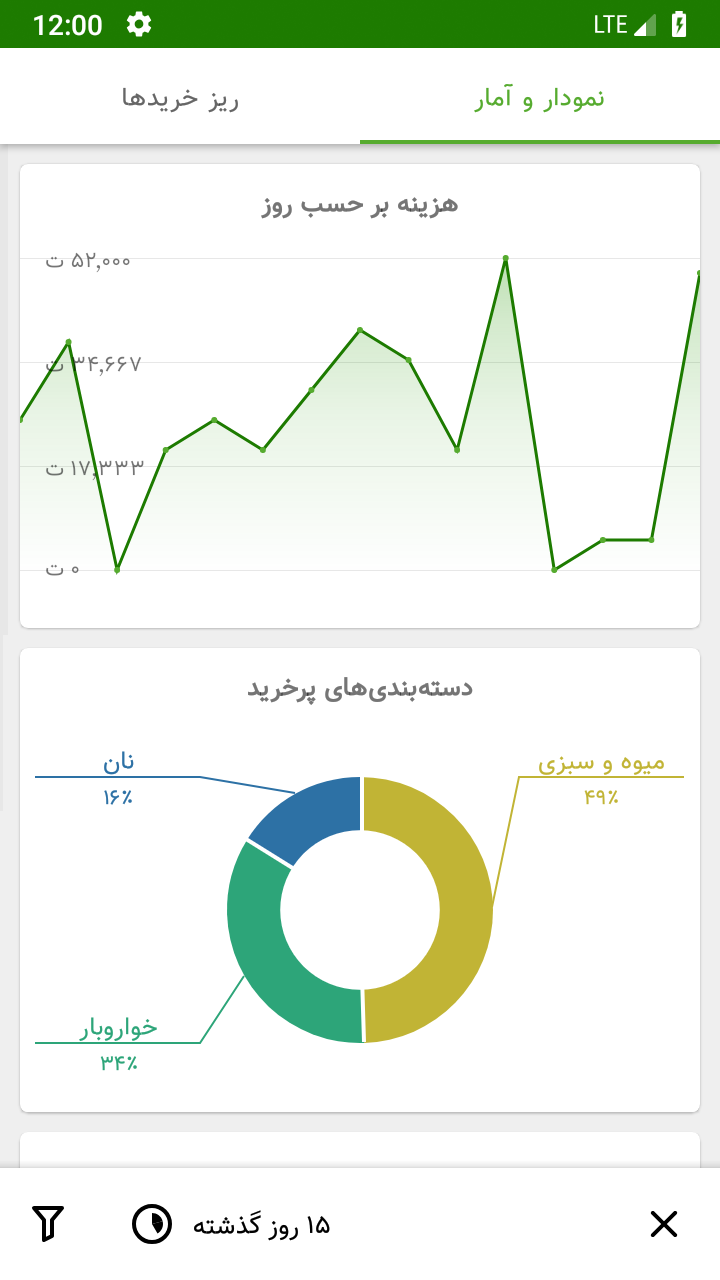 12:00 LTE
نمودار و آمار
ریز خریدها
هزینه بر حسب روز
۵۲,۰۰۰ ت
۳۴,۶۶۷ ت
۱۷,۳۳۳ ت
۰ ت
دسته‌بندی‌های پرخرید
میوه و سبزی
۴۹٪
نان
۱۶٪
خواروبار
۳۴٪
۱۵ روز گذشته